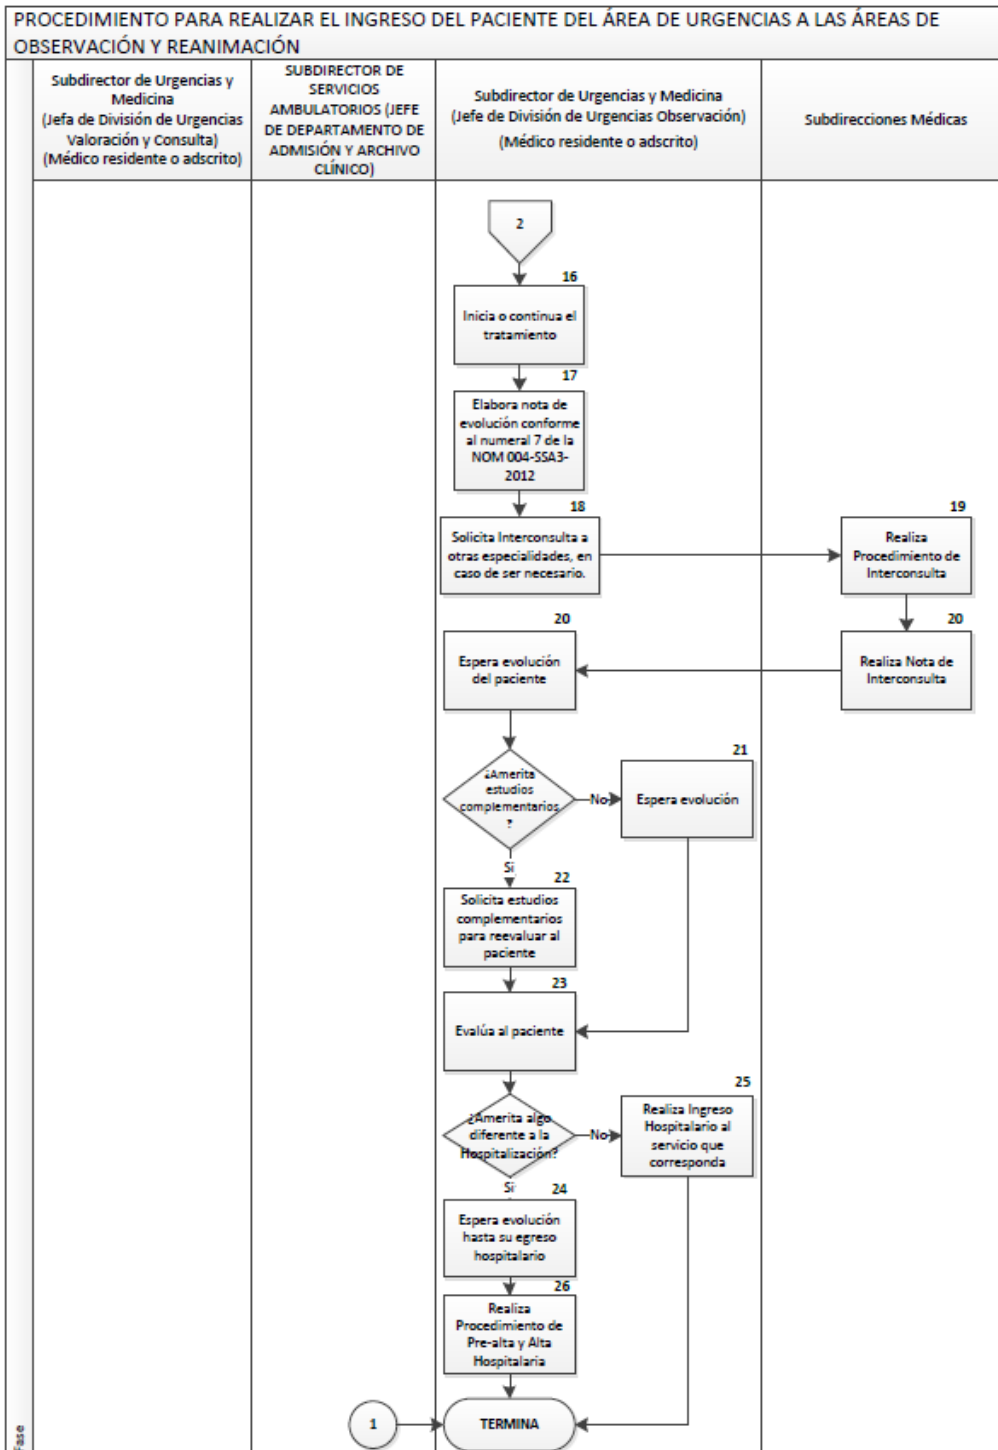 PROCEDIMIENTO PARA REALIZAR EL INGRESO DEL PACIENTE DEL ÁREA DE URGENCIAS A LAS ÁREAS DE
OBSERVACIÓN Y REANIMACIÓN
Subdirector de Urgencias y
Medicina
(Jefa de División de Urgencias
Valoración y Consulta)
(Médico residente o adscrito)
SUBDIRECTOR DE
SERVICIOS
AMBULATORIOS (JEFE
DE DEPARTAMENTO DE
ADMISIÓN Y ARCHIVO
CLÍNICO)
Subdirector de Urgencias y Medicina
(Jefe de División de Urgencias Observación)
(Médico residente o adscrito)
Subdirecciones Médicas
2
16
Inicia o continua el
tratamiento
17
Elabora nota de
evolución conforme
al numeral 7 de la
NOM 004-SSA3-
2012
18
Solicita Interconsulta a
otras especialidades, en
caso de ser necesario.
19
Realiza
Procedimiento de
Interconsulta
20
Espera evolución
del paciente
20
Realiza Nota de
Interconsulta
¿Amerita
estudios
complementarios
?
No
21
Espera evolución
Si
22
Solicita estudios
complementarios
para reevaluar al
paciente
23
Evalúa al paciente
¿Amerita algo
diferente a la
Hospitalización?
No
25
Realiza Ingreso
Hospitalario al
servicio que
corresponda
Si
24
Espera evolución
hasta su egreso
hospitalario
26
Realiza
Procedimiento de
Pre-alta y Alta
Hospitalaria
1
TERMINA
Fase